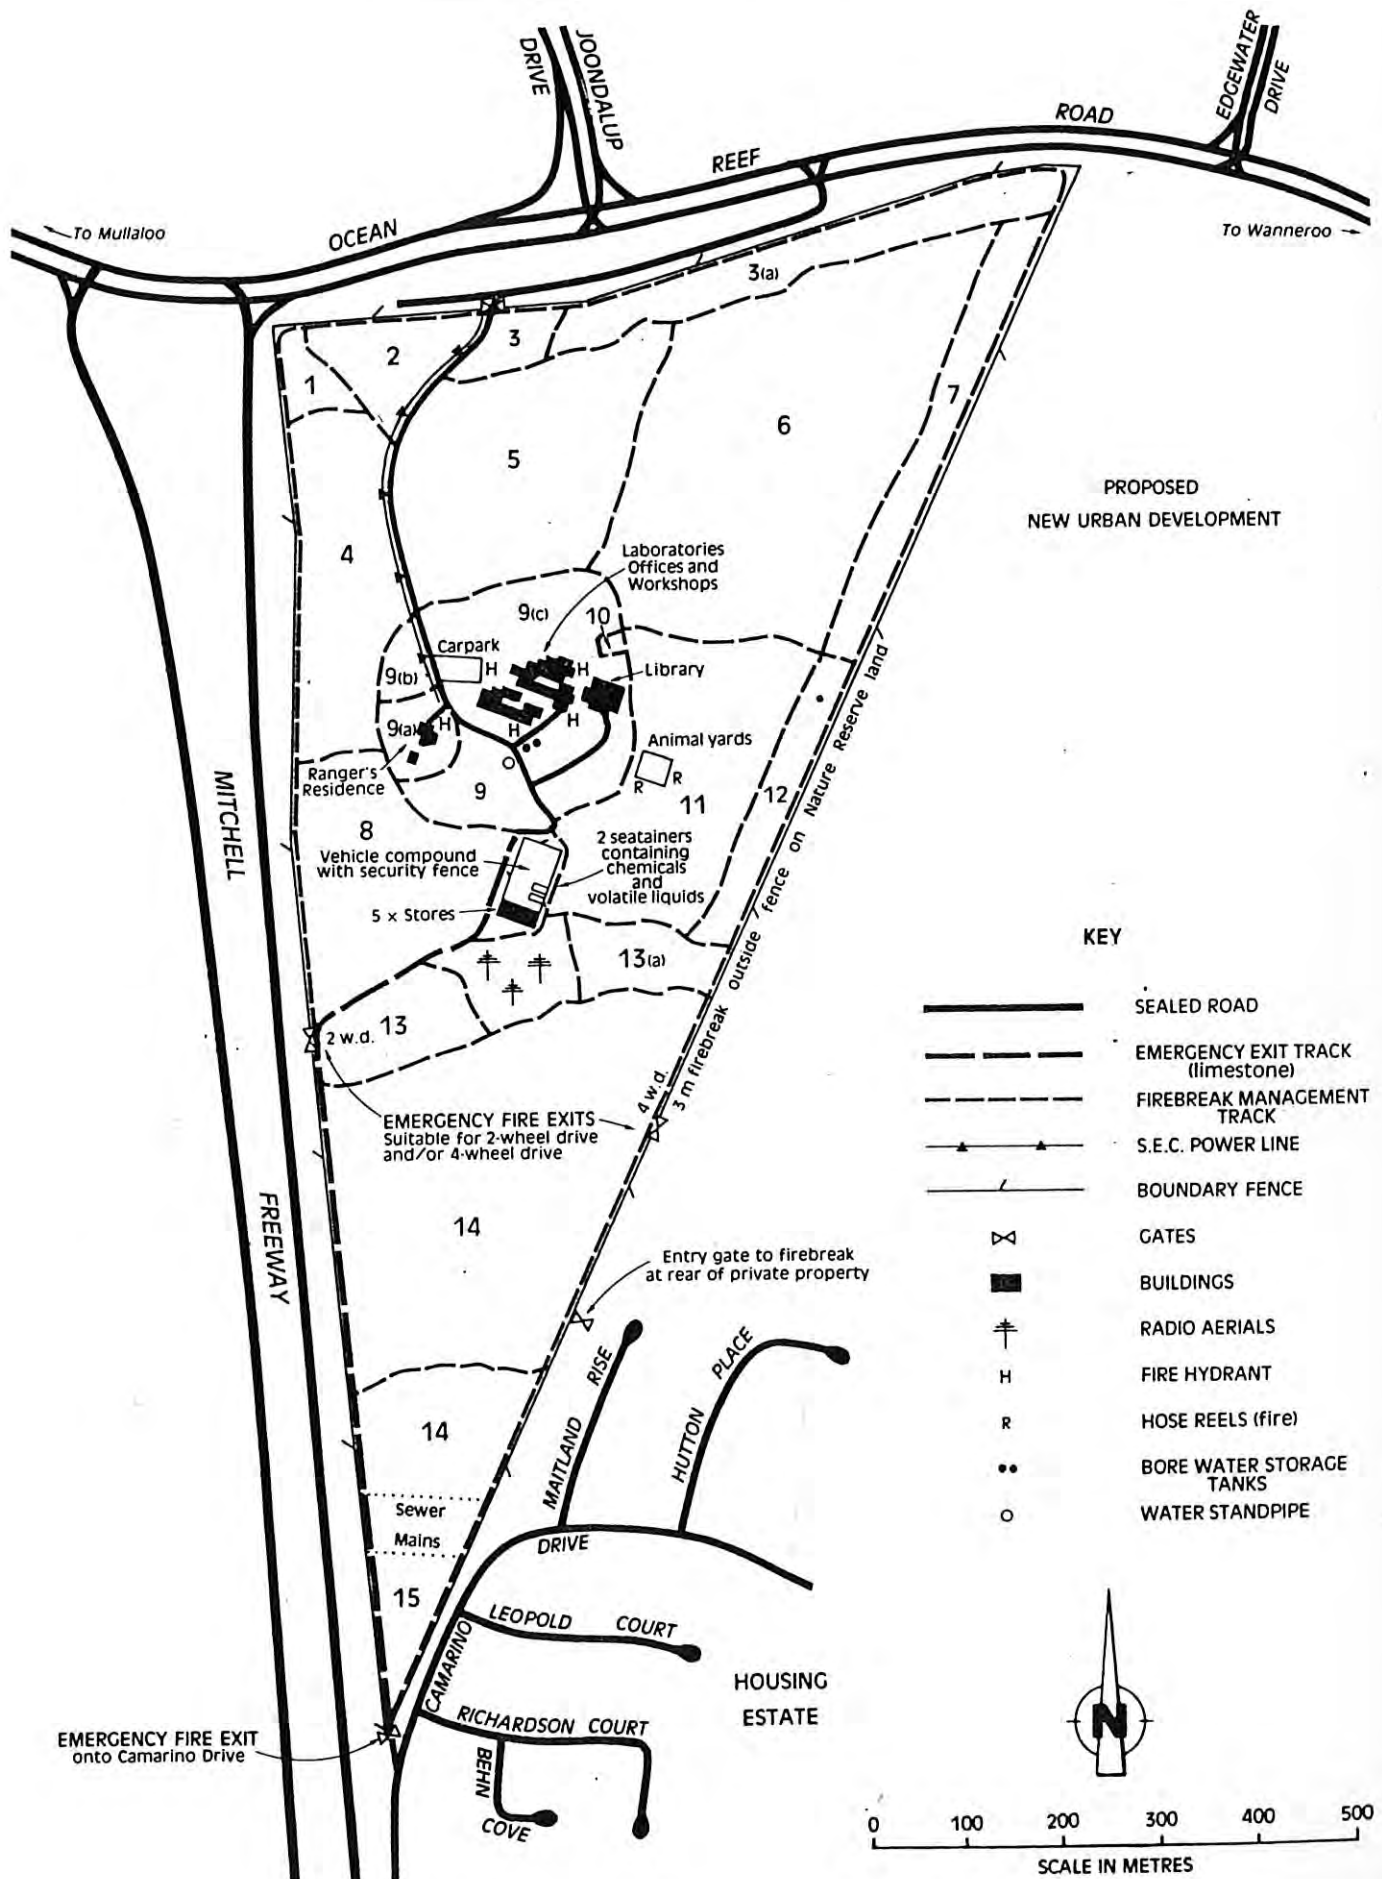 EDGEWATER
DRIVE
JOONDALUP
DRIVE
ROAD
REEF
OCEAN
To Mullaloo
To Wanneroo
3(a)
3
2
1
7
6
5
PROPOSED
NEW URBAN DEVELOPMENT
4
Laboratories
Offices and
Workshops
9(c)
10
Carpark
H
H
Library
9(b)
9(a)
H
H
H
Animal yards
Ranger's
Residence
R
R
9
11
12
8
MITCHELL
FREEWAY
3 m firebreak outside fence on Nature Reserve land
Vehicle compound
with security fence
2 seatainers
containing
chemicals
and
volatile liquids
5 x Stores
13(a)
13
2 w.d.
4 w.d.
EMERGENCY FIRE EXITS
Suitable for 2-wheel drive
and/or 4-wheel drive
14
Entry gate to firebreak
at rear of private property
MAITLAND RISE
HUTTON PLACE
14
Sewer
Mains
15
CAMARINO
DRIVE
LEOPOLD COURT
RICHARDSON COURT
BEHN
COVE
HOUSING
ESTATE
EMERGENCY FIRE EXIT
onto Camarino Drive
KEY
SEALED ROAD
EMERGENCY EXIT TRACK
(limestone)
FIREBREAK MANAGEMENT
TRACK
S.E.C. POWER LINE
BOUNDARY FENCE
GATES
BUILDINGS
RADIO AERIALS
H FIRE HYDRANT
R HOSE REELS (fire)
BORE WATER STORAGE
TANKS
WATER STANDPIPE
N
0 100 200 300 400 500
SCALE IN METRES